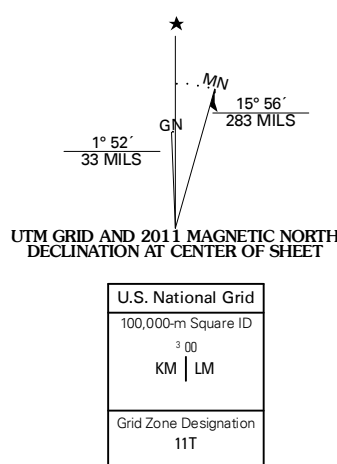 ★
MN
GN
15° 56´
283 MILS
1° 52´
33 MILS
UTM GRID AND 2011 MAGNETIC NORTH
DECLINATION AT CENTER OF SHEET
U.S. National Grid
100,000-m Square ID
3 00
KM | LM
Grid Zone Designation
11T